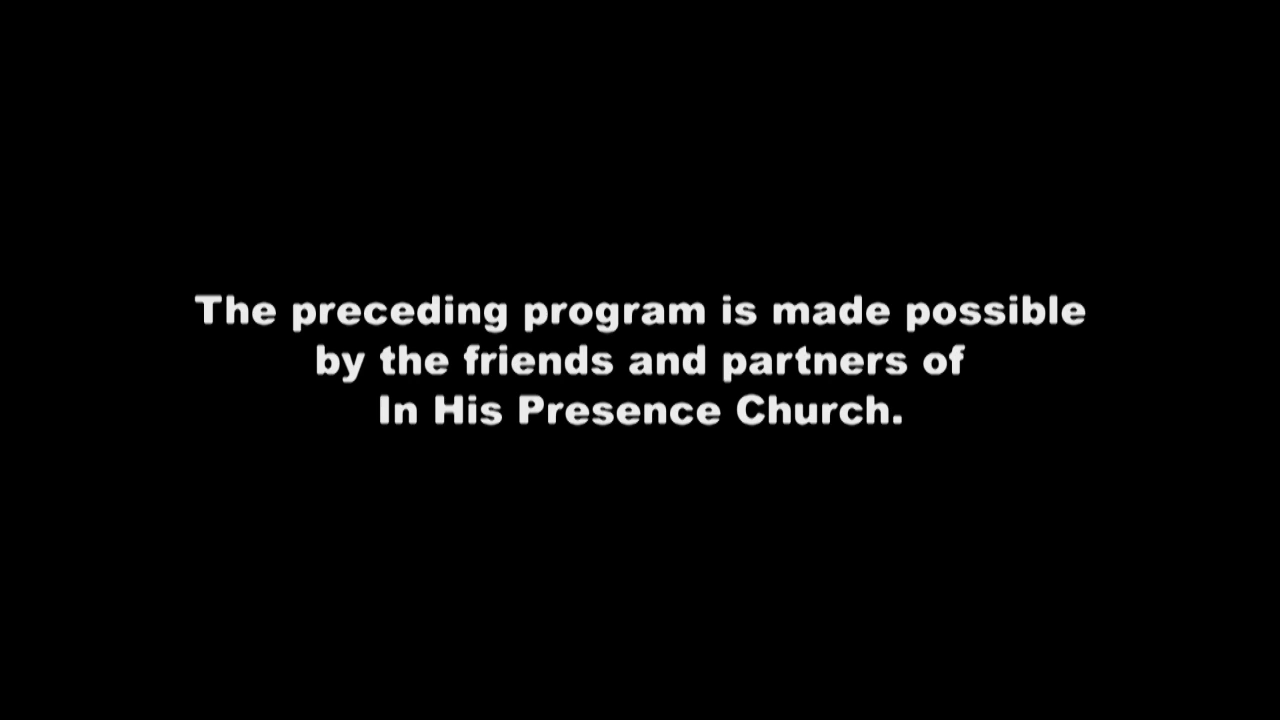 The preceding program is made possible
by the friends and partners of
In His Presence Church.